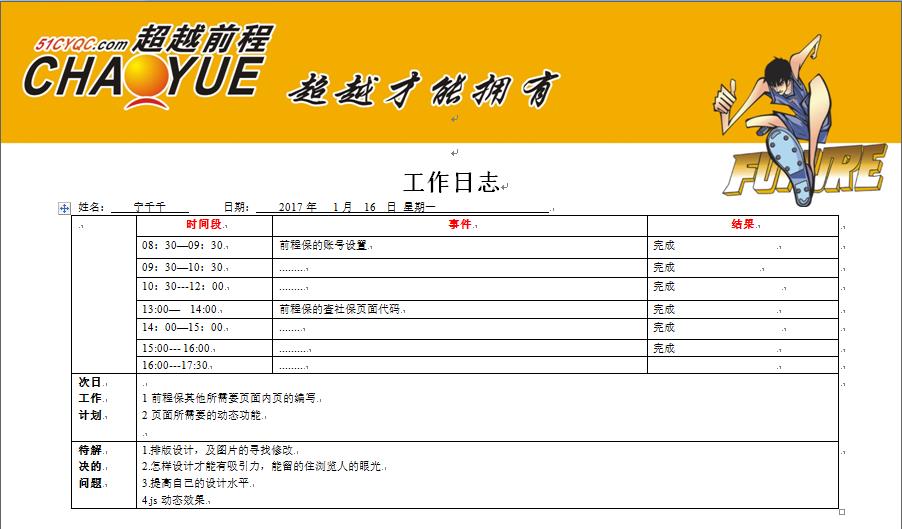 51CYQC.com 超越前程
CHAOYUE
超越才能拥有
FUTURE
工作日志
姓名： 宁千千 日期： 2017 年 1 月 16 日 星期一
时间段 事件 结果
08：30—09：30 前程保的账号设置 完成
09：30—10：30 ......... 完成
10：30---12：00 ......... 完成
13:00— 14:00 前程保的查社保页面代码 完成
14：00—15：00 ........ 完成
15:00--- 16:00 .......... 完成
16:00---17:30 .........
次日
工作
计划
1 前程保其他所需要页面内页的编写
2 页面所需要的动态功能
待解
决的
问题
1.排版设计，及图片的寻找修改
2.怎样设计才能有吸引力，能留的住浏览人的眼光
3.提高自己的设计水平
4.js 动态效果